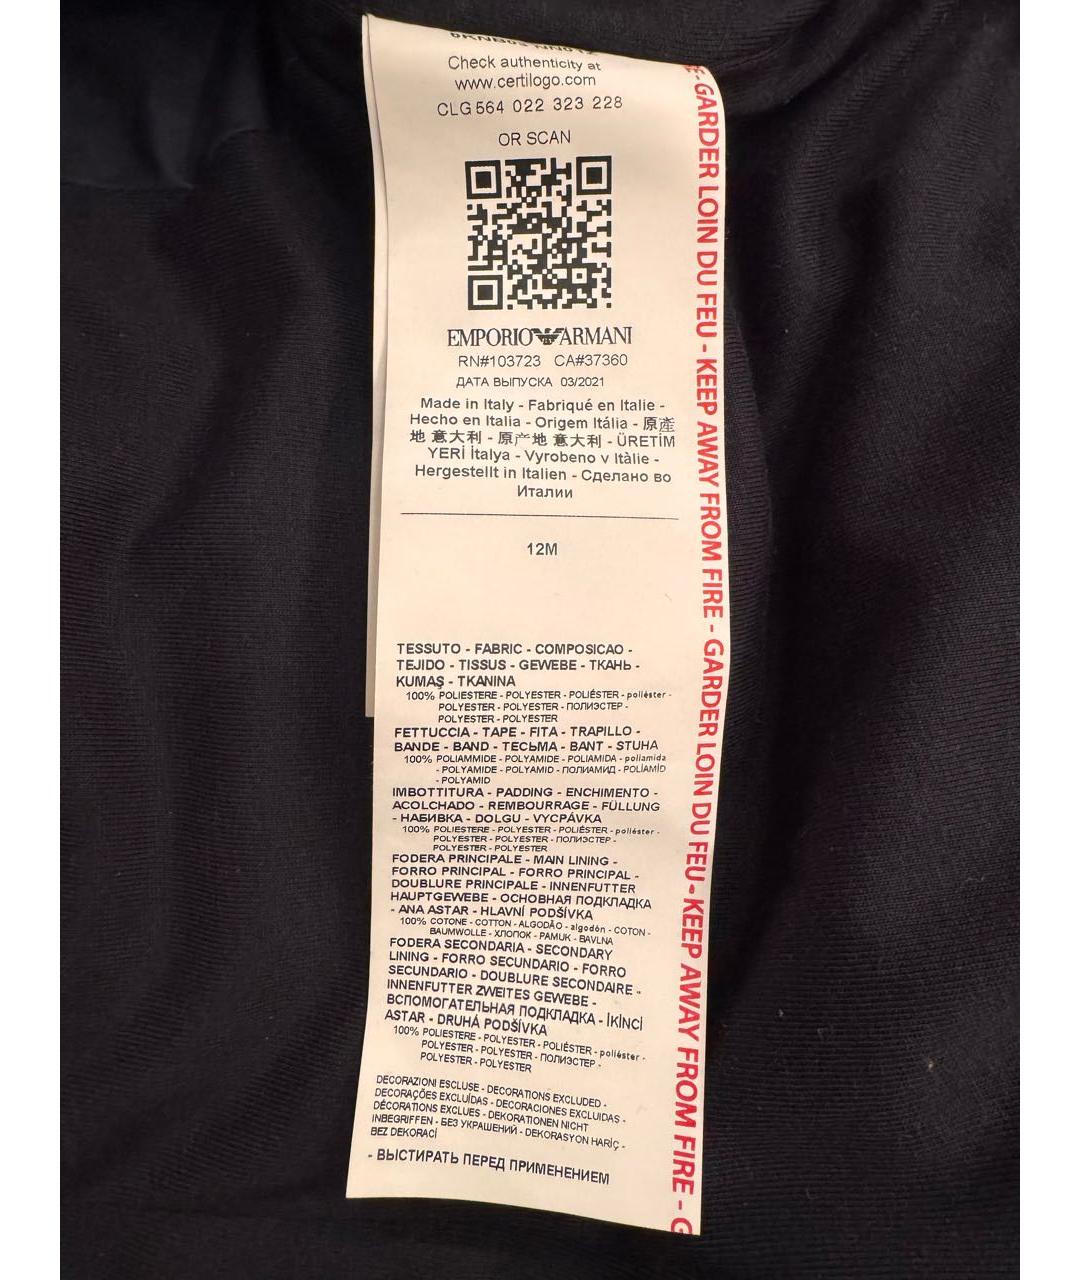 Check authenticity at
www.certilogo.com
CLG 564 022 323 228
OR SCAN
EMPORIO ARMANI
RN#103723 CA#37360
ДАТА ВЫПУСКА 03/2021
Made in Italy - Fabriqué en Italie -
Hecho en Italia - Origem Itália - 原產
地 意大利 - 原产地 意大利 - ÜRETİM
YERİ İtalya - Vyrobeno v Itàlie -
Hergestellt in Italien - Сделано во
Италии
12M
TESSUTO - FABRIC - COMPOSICAO -
TEJIDO - TISSUS - GEWEBE - ТКАНЬ -
KUMAŞ - TKANINA
100% POLIESTERE - POLYESTER - POLIÉSTER - poliéster -
POLYESTER - POLYESTER - ПОЛИЭСТЕР -
POLYESTER - POLYESTER
FETTUCCIA - TAPE - FITA - TRAPILLO -
BANDE - BAND - ТЕСЬМА - BANT - STUHA
100% POLIAMMIDE - POLYAMIDE - POLIAMIDA - poliamida
- POLYAMIDE - POLYAMID - ПОЛИАМИД - POLİAMİD
- POLYAMID
IMBOTTITURA - PADDING - ENCHIMENTO -
ACOLCHADO - REMBOURRAGE - FÜLLUNG
- НАБИВКА - DOLGU - VYCPÁVKA
100% POLIESTERE - POLYESTER - POLIÉSTER - poliéster -
POLYESTER - POLYESTER - ПОЛИЭСТЕР -
POLYESTER - POLYESTER
FODERA PRINCIPALE - MAIN LINING -
FORRO PRINCIPAL - FORRO PRINCIPAL -
DOUBLURE PRINCIPALE - INNENFUTTER
HAUPTGEWEBE - ОСНОВНАЯ ПОДКЛАДКА
- ANA ASTAR - HLAVNÍ PODŠÍVKA
100% COTONE - COTTON - ALGODÃO - algodón - COTON -
BAUMWOLLE - ХЛОПОК - PAMUK - BAVLNA
FODERA SECONDARIA - SECONDARY
LINING - FORRO SECUNDARIO - FORRO
SECUNDARIO - DOUBLURE SECONDAIRE -
INNENFUTTER ZWEITES GEWEBE -
ВСПОМОГАТЕЛЬНАЯ ПОДКЛАДКА - İKİNCİ
ASTAR - DRUHÁ PODŠÍVKA
100% POLIESTERE - POLYESTER - POLIÉSTER - poliéster -
POLYESTER - POLYESTER - ПОЛИЭСТЕР -
POLYESTER - POLYESTER
DECORAZIONI ESCLUSE - DECORATIONS EXCLUDED -
DECORAÇÕES EXCLUÍDAS - DECORACIONES EXCLUIDAS -
DÉCORATIONS EXCLUES - DEKORATIONEN NICHT
INBEGRIFFEN - БЕЗ УКРАШЕНИЙ - DEKORASYON HARİÇ -
BEZ DEKORACÍ
- ВЫСТИРАТЬ ПЕРЕД ПРИМЕНЕНИЕМ
- GARDER LOIN DU FEU - KEEP AWAY FROM FIRE - GARDER LOIN DU FEU - KEEP AWAY FROM FIRE - G